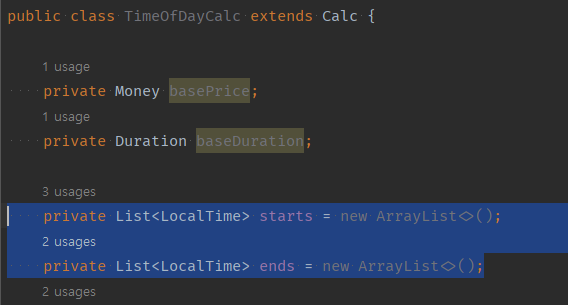 public class TimeOfDayCalc extends Calc {
1 usage
private Money basePrice;
1 usage
private Duration baseDuration;
3 usages
private List<LocalTime> starts = new ArrayList<>();
2 usages
private List<LocalTime> ends = new ArrayList<>();
2 usages